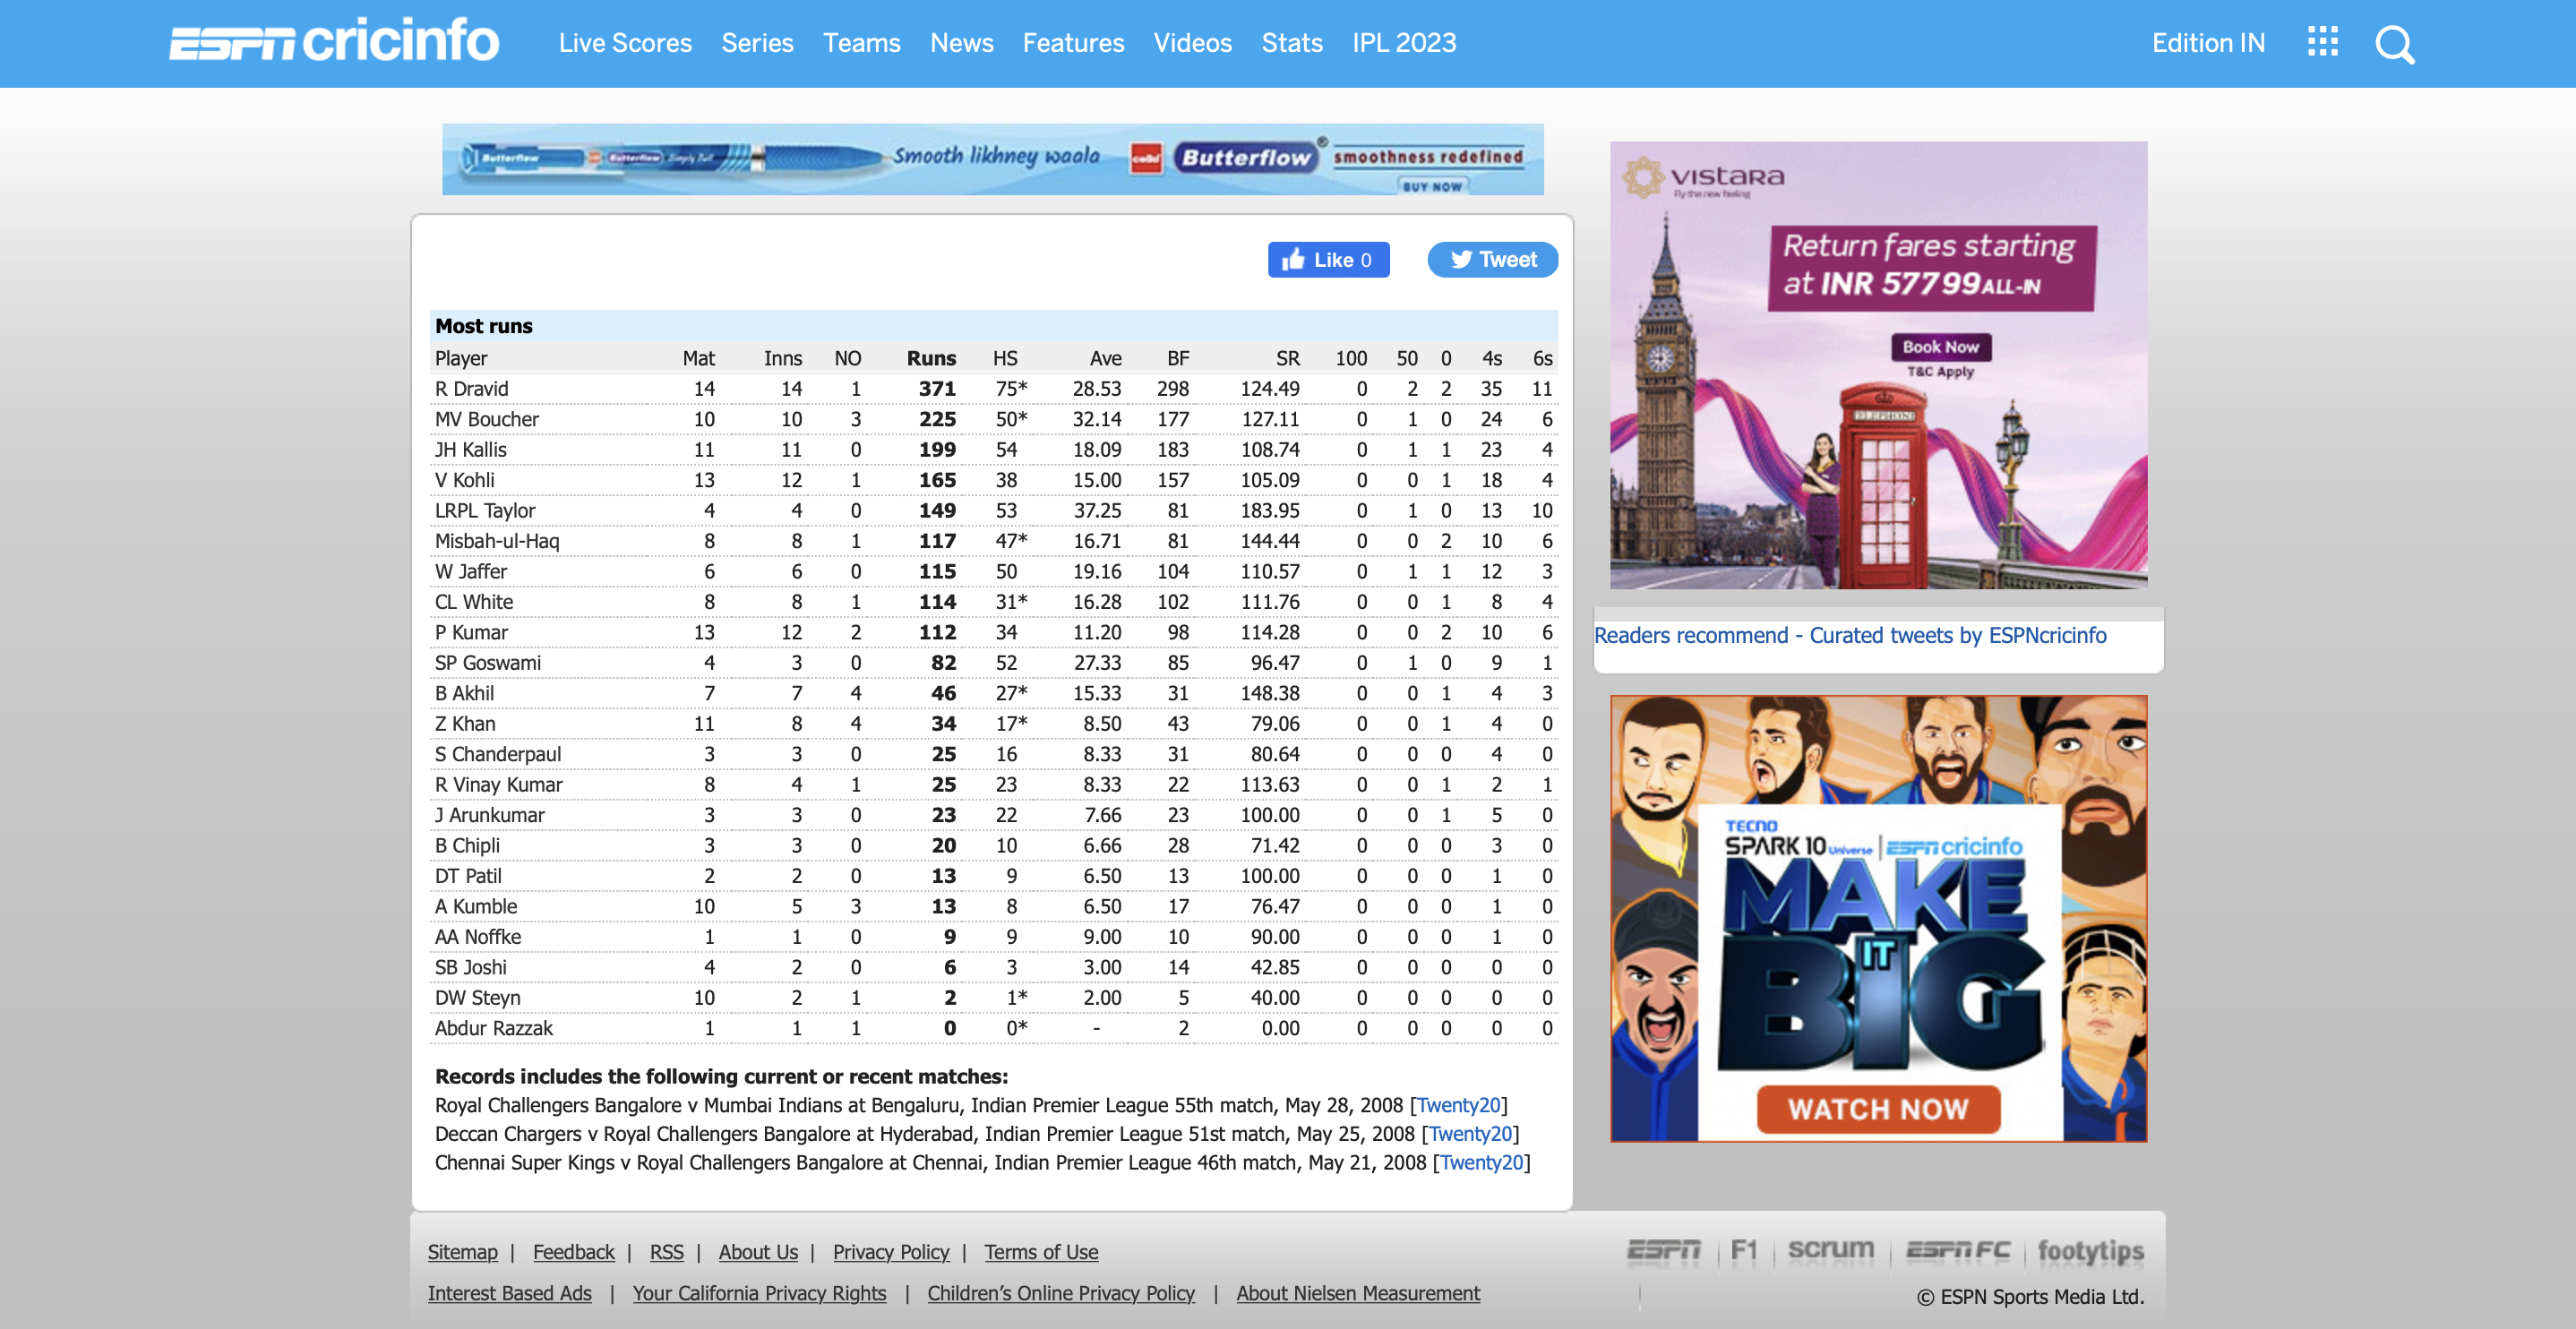 ESPN cricinfo Live Scores Series Teams News Features Videos Stats IPL 2023 Edition IN
Butterflow Butterflow Simply Fast Smooth likhney waala cello Butterflow® smoothness redefined
BUY NOW
Like 0 Tweet
Most runs
Player Mat Inns NO Runs HS Ave BF SR 100 50 0 4s 6s
R Dravid 14 14 1 371 75* 28.53 298 124.49 0 2 2 35 11
MV Boucher 10 10 3 225 50* 32.14 177 127.11 0 1 0 24 6
JH Kallis 11 11 0 199 54 18.09 183 108.74 0 1 1 23 4
V Kohli 13 12 1 165 38 15.00 157 105.09 0 0 1 18 4
LRPL Taylor 4 4 0 149 53 37.25 81 183.95 0 1 0 13 10
Misbah-ul-Haq 8 8 1 117 47* 16.71 81 144.44 0 0 2 10 6
W Jaffer 6 6 0 115 50 19.16 104 110.57 0 1 1 12 3
CL White 8 8 1 114 31* 16.28 102 111.76 0 0 1 8 4
P Kumar 13 12 2 112 34 11.20 98 114.28 0 0 2 10 6
SP Goswami 4 3 0 82 52 27.33 85 96.47 0 1 0 9 1
B Akhil 7 7 4 46 27* 15.33 31 148.38 0 0 1 4 3
Z Khan 11 8 4 34 17* 8.50 43 79.06 0 0 1 4 0
S Chanderpaul 3 3 0 25 16 8.33 31 80.64 0 0 0 4 0
R Vinay Kumar 8 4 1 25 23 8.33 22 113.63 0 0 1 2 1
J Arunkumar 3 3 0 23 22 7.66 23 100.00 0 0 1 5 0
B Chipli 3 3 0 20 10 6.66 28 71.42 0 0 0 3 0
DT Patil 2 2 0 13 9 6.50 13 100.00 0 0 0 1 0
A Kumble 10 5 3 13 8 6.50 17 76.47 0 0 0 1 0
AA Noffke 1 1 0 9 9 9.00 10 90.00 0 0 0 1 0
SB Joshi 4 2 0 6 3 3.00 14 42.85 0 0 0 0 0
DW Steyn 10 2 1 2 1* 2.00 5 40.00 0 0 0 0 0
Abdur Razzak 1 1 1 0 0* - 2 0.00 0 0 0 0 0
Records includes the following current or recent matches:
Royal Challengers Bangalore v Mumbai Indians at Bengaluru, Indian Premier League 55th match, May 28, 2008 [Twenty20]
Deccan Chargers v Royal Challengers Bangalore at Hyderabad, Indian Premier League 51st match, May 25, 2008 [Twenty20]
Chennai Super Kings v Royal Challengers Bangalore at Chennai, Indian Premier League 46th match, May 21, 2008 [Twenty20]
VISTARA
Fly the new feeling
Return fares starting
at INR 57799 ALL-IN
Book Now
T&C Apply
TELEPHONE
Readers recommend - Curated tweets by ESPNcricinfo
TECNO
SPARK 10 Universe | ESPN cricinfo
MAKE
IT
BIG
WATCH NOW
Sitemap | Feedback | RSS | About Us | Privacy Policy | Terms of Use
Interest Based Ads | Your California Privacy Rights | Children's Online Privacy Policy | About Nielsen Measurement
ESPN F1 scrum ESPN FC footytips
© ESPN Sports Media Ltd.